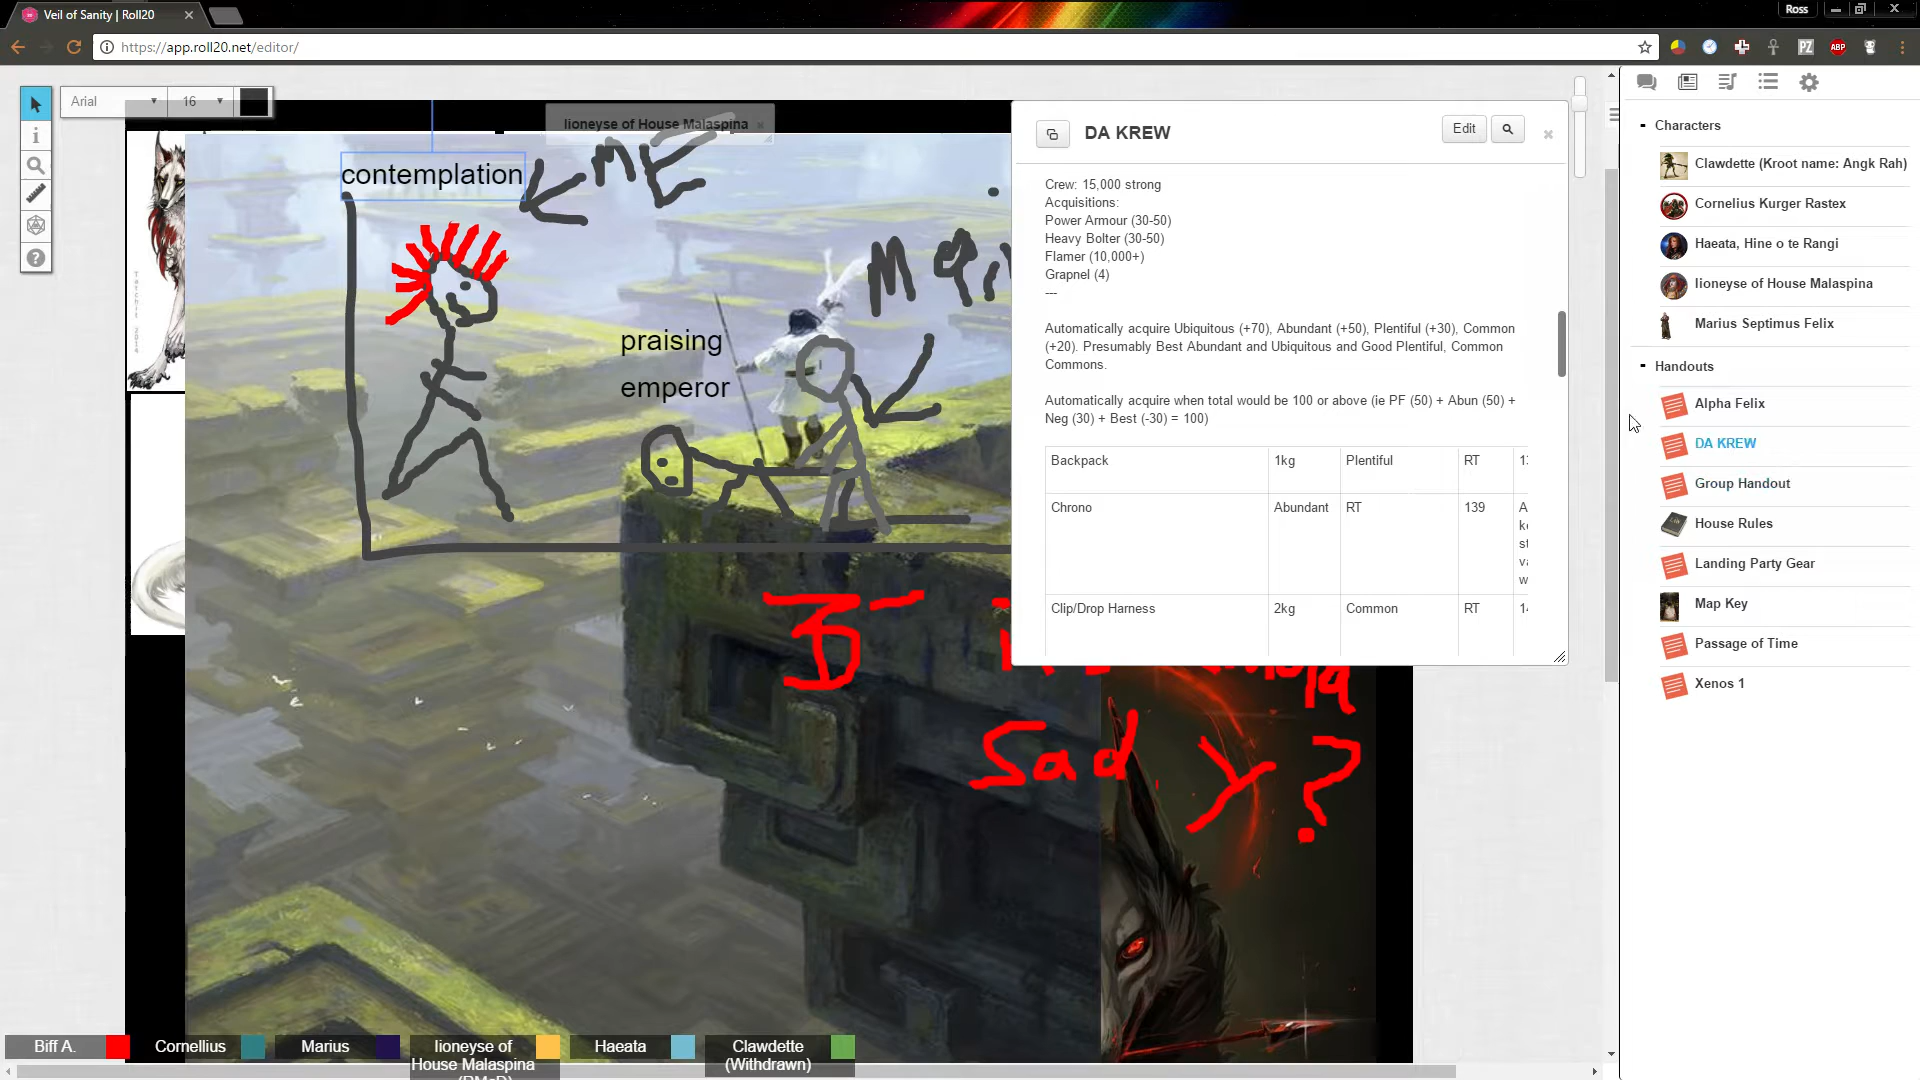 Veil of Sanity | Roll20
Ross
https://app.roll20.net/editor/
PZ
ABP
Arial
16
lioneyse of House Malaspina
contemplation
ME
praising
emperor
Sad, y?
DA KREW
Edit
Crew: 15,000 strong
Acquisitions:
Power Armour (30-50)
Heavy Bolter (30-50)
Flamer (10,000+)
Grapnel (4)
---
Automatically acquire Ubiquitous (+70), Abundant (+50), Plentiful (+30), Common
(+20). Presumably Best Abundant and Ubiquitous and Good Plentiful, Common
Commons.
Automatically acquire when total would be 100 or above (ie PF (50) + Abun (50) +
Neg (30) + Best (-30) = 100)
Backpack 1kg Plentiful RT
Chrono Abundant RT 139
Clip/Drop Harness 2kg Common RT
Characters
Clawdette (Kroot name: Angk Rah)
Cornelius Kurger Rastex
Haeata, Hine o te Rangi
lioneyse of House Malaspina
Marius Septimus Felix
Handouts
Alpha Felix
DA KREW
Group Handout
House Rules
Landing Party Gear
Map Key
Passage of Time
Xenos 1
Biff A.
Cornellius
Marius
lioneyse of
House Malaspina
Haeata
Clawdette
(Withdrawn)